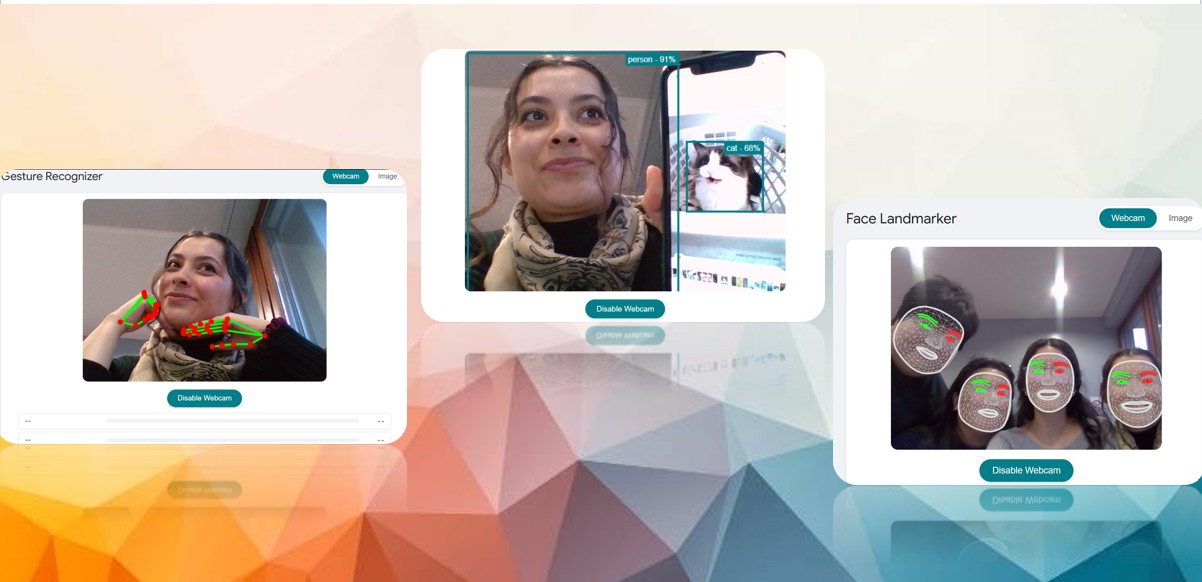 Gesture Recognizer
Webcam Image
Disable Webcam
--
--
--
--
person - 91%
cat - 68%
Disable Webcam
Face Landmarker
Webcam Image
Disable Webcam